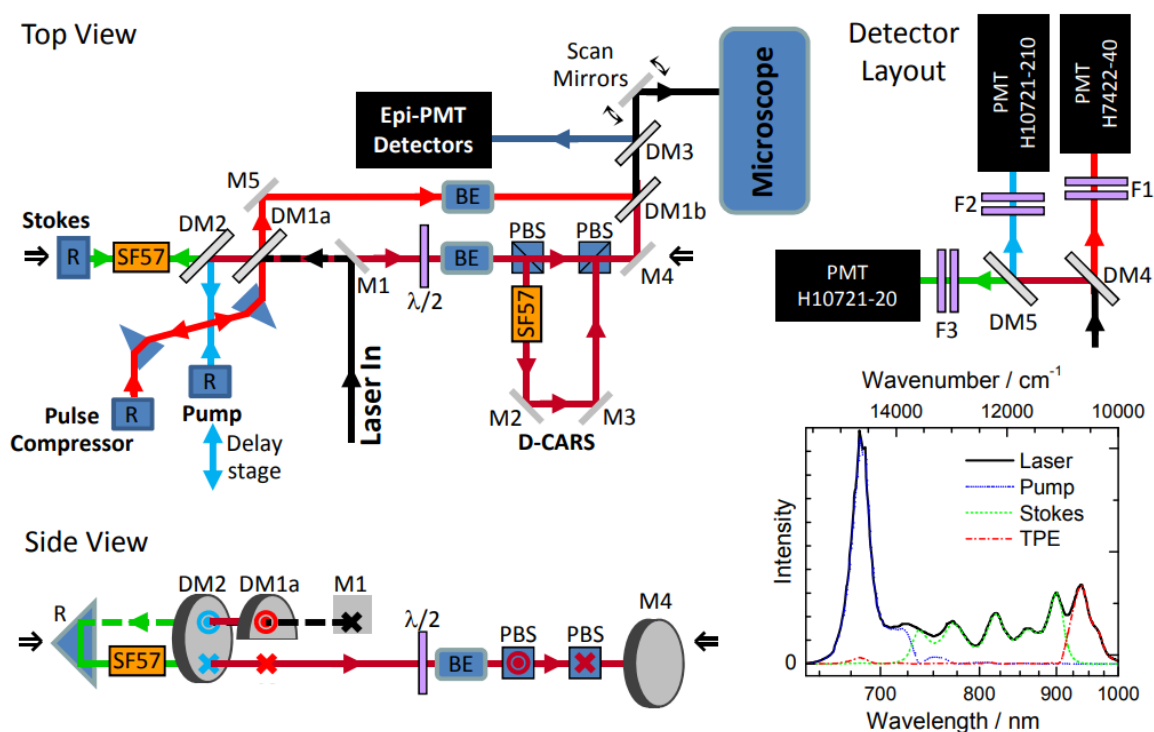 Top View
Scan
Mirrors
Microscope
Epi-PMT
Detectors
DM3
M5
BE
DM1b
DM2
DM1a
Stokes
R
SF57
M1
λ/2
BE
PBS
PBS
M4
SF57
R
Pump
Pulse
Compressor
R
Delay
stage
Laser In
M2
M3
D-CARS
Detector
Layout
PMT
H10721-210
PMT
H7422-40
F2
F1
PMT
H10721-20
F3
DM5
DM4
Side View
R
SF57
DM2
DM1a
M1
λ/2
BE
PBS
PBS
M4
Wavenumber / cm⁻¹
14000
12000
10000
Laser
Pump
Stokes
TPE
Intensity
0
700
800
900
1000
Wavelength / nm